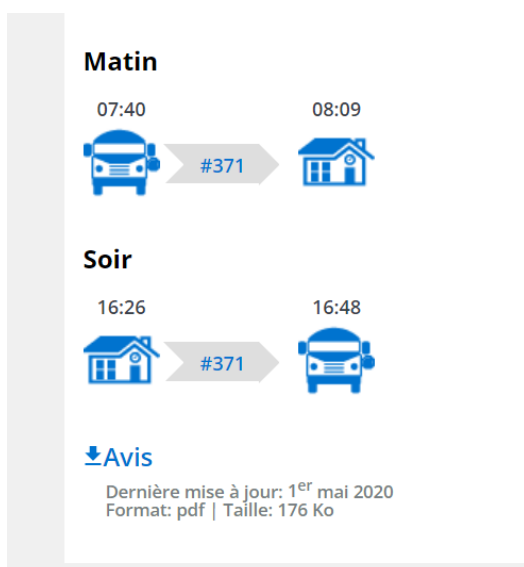 Matin
07:40 08:09
#371
Soir
16:26 16:48
#371
Avis
Dernière mise à jour: 1er mai 2020
Format: pdf | Taille: 176 Ko